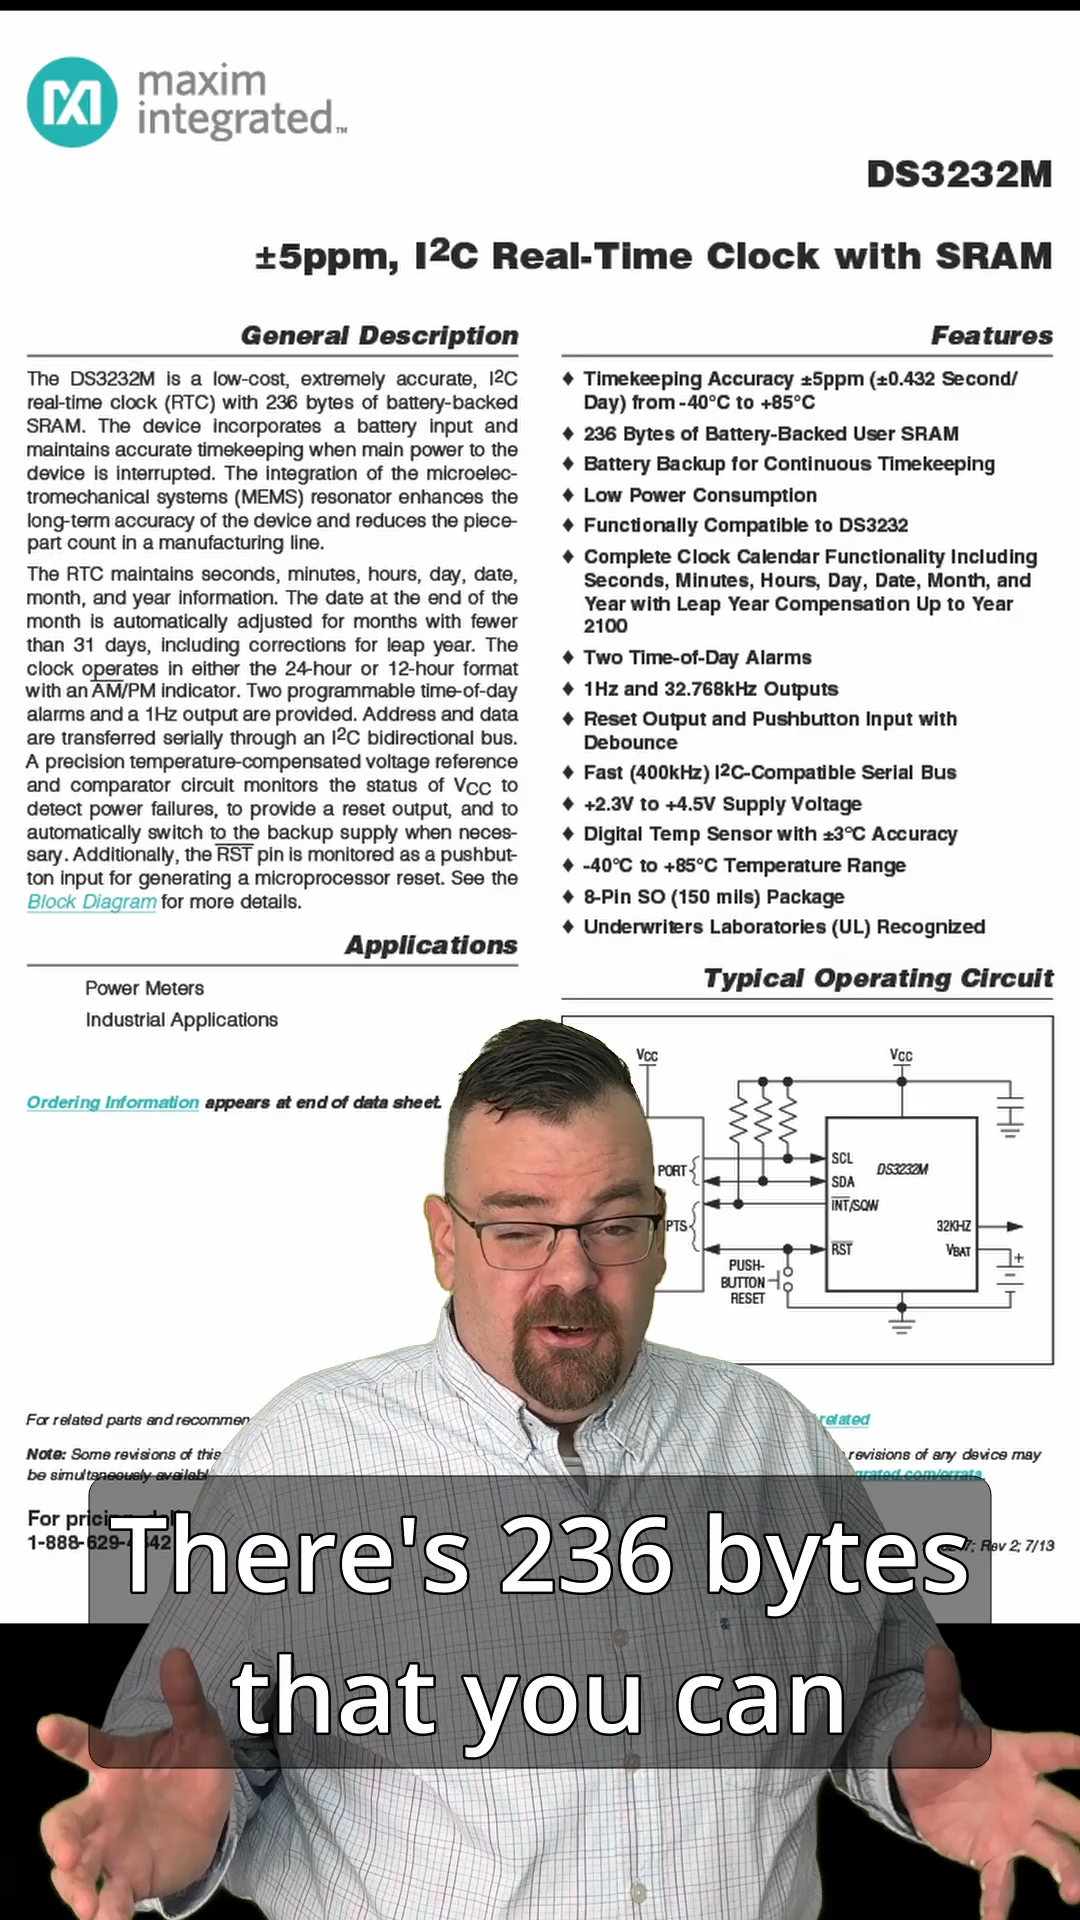 maxim
integrated™
DS3232M
±5ppm, I2C Real-Time Clock with SRAM
General Description
The DS3232M is a low-cost, extremely accurate, I2C
real-time clock (RTC) with 236 bytes of battery-backed
SRAM. The device incorporates a battery input and
maintains accurate timekeeping when main power to the
device is interrupted. The integration of the microelec-
tromechanical systems (MEMS) resonator enhances the
long-term accuracy of the device and reduces the piece-
part count in a manufacturing line.
The RTC maintains seconds, minutes, hours, day, date,
month, and year information. The date at the end of the
month is automatically adjusted for months with fewer
than 31 days, including corrections for leap year. The
clock operates in either the 24-hour or 12-hour format
with an AM/PM indicator. Two programmable time-of-day
alarms and a 1Hz output are provided. Address and data
are transferred serially through an I2C bidirectional bus.
A precision temperature-compensated voltage reference
and comparator circuit monitors the status of VCC to
detect power failures, to provide a reset output, and to
automatically switch to the backup supply when neces-
sary. Additionally, the RST pin is monitored as a pushbut-
ton input for generating a microprocessor reset. See the
Block Diagram for more details.
Applications
Power Meters
Industrial Applications
Ordering Information appears at end of data sheet.
Features
♦ Timekeeping Accuracy ±5ppm (±0.432 Second/
Day) from -40°C to +85°C
♦ 236 Bytes of Battery-Backed User SRAM
♦ Battery Backup for Continuous Timekeeping
♦ Low Power Consumption
♦ Functionally Compatible to DS3232
♦ Complete Clock Calendar Functionality Including
Seconds, Minutes, Hours, Day, Date, Month, and
Year with Leap Year Compensation Up to Year
2100
♦ Two Time-of-Day Alarms
♦ 1Hz and 32.768kHz Outputs
♦ Reset Output and Pushbutton Input with
Debounce
♦ Fast (400kHz) I2C-Compatible Serial Bus
♦ +2.3V to +4.5V Supply Voltage
♦ Digital Temp Sensor with ±3°C Accuracy
♦ -40°C to +85°C Temperature Range
♦ 8-Pin SO (150 mils) Package
♦ Underwriters Laboratories (UL) Recognized
Typical Operating Circuit
VCC
VCC
PORT
SCL
DS3232M
SDA
INT/SQW
PTS
32KHZ
RST
VBAT
+
PUSH-
BUTTON
RESET
For related parts and recommen
related
Note: Some revisions of this
revisions of any device may
be simultaneously availabl
grated.com/errata.
For pricing
1-888-629-4642
Rev 2; 7/13
There's 236 bytes
that you can